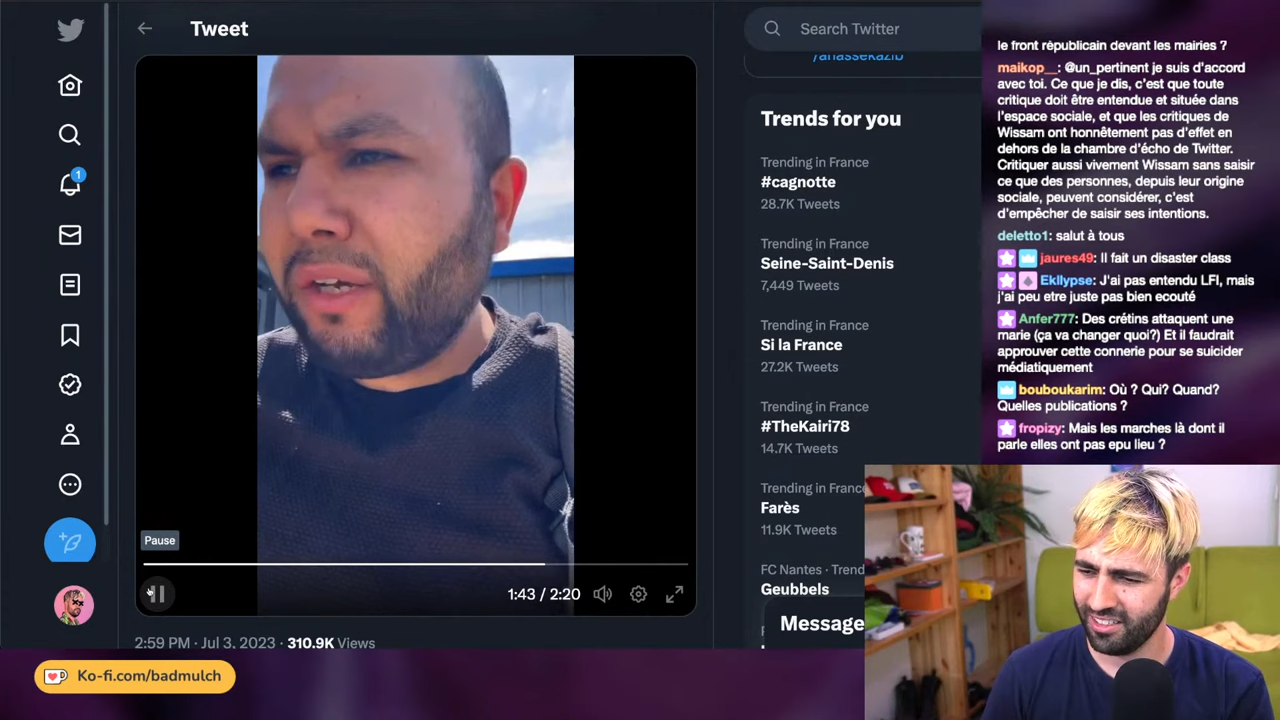 Tweet
Pause
1:43 / 2:20
2:59 PM · Jul 3, 2023 · 310.9K Views
Ko-fi.com/badmulch
1
Search Twitter
/anassekazib
Trends for you
Trending in France
#cagnotte
28.7K Tweets
Trending in France
Seine-Saint-Denis
7,449 Tweets
Trending in France
Si la France
27.2K Tweets
Trending in France
#TheKairi78
14.7K Tweets
Trending in France
Farès
11.9K Tweets
FC Nantes · Trend
Geubbels
Message
le front républicain devant les mairies ?
maikop__: @un_pertinent je suis d'accord
avec toi. Ce que je dis, c'est que toute
critique doit être entendue et située dans
l'espace sociale, et que les critiques de
Wissam ont honnêtement pas d'effet en
dehors de la chambre d'écho de Twitter.
Critiquer aussi vivement Wissam sans saisir
ce que des personnes, depuis leur origine
sociale, peuvent considérer, c'est
d'empêcher de saisir ses intentions.
deletto1: salut à tous
jaures49: Il fait un disaster class
Ekllypse: J'ai pas entendu LFI, mais
j'ai peu etre juste pas bien ecouté
Anfer777: Des crétins attaquent une
marie (ça va changer quoi?) Et il faudrait
approuver cette connerie pour se suicider
médiatiquement
bouboukarim: Où ? Qui? Quand?
Quelles publications ?
fropizy: Mais les marches là dont il
parle elles ont pas epu lieu ?